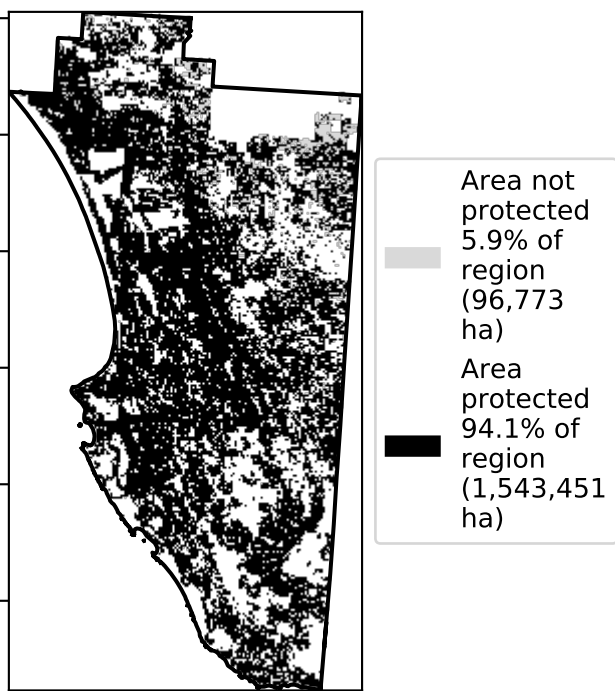 Area not
protected
5.9% of
region
(96,773
ha)
Area
protected
94.1% of
region
(1,543,451
ha)